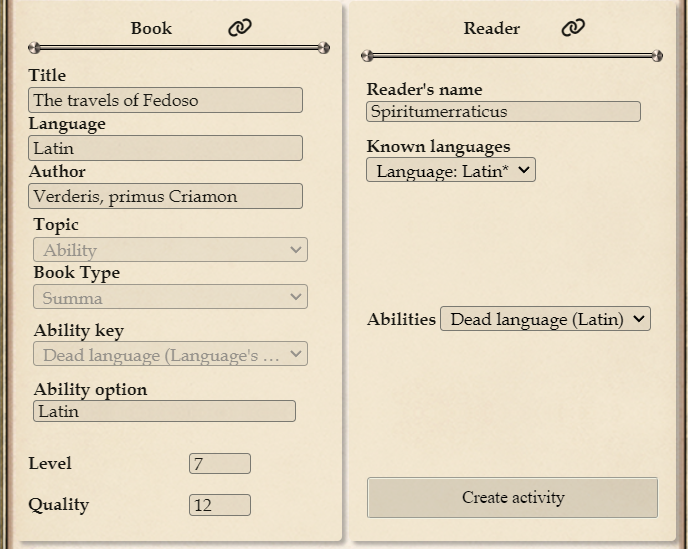 Book
Title
The travels of Fedoso
Language
Latin
Author
Verderis, primus Criamon
Topic
Ability
Book Type
Summa
Ability key
Dead language (Language's ...
Ability option
Latin
Level
7
Quality
12
Reader
Reader's name
Spiritumerraticus
Known languages
Language: Latin*
Abilities Dead language (Latin)
Create activity